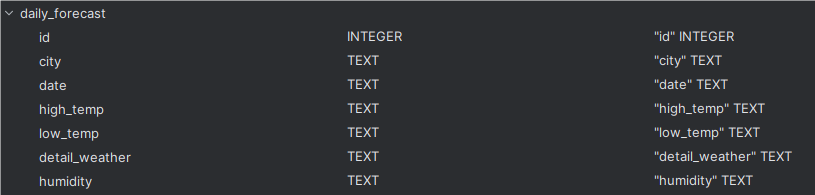 daily_forecast
id INTEGER "id" INTEGER
city TEXT "city" TEXT
date TEXT "date" TEXT
high_temp TEXT "high_temp" TEXT
low_temp TEXT "low_temp" TEXT
detail_weather TEXT "detail_weather" TEXT
humidity TEXT "humidity" TEXT